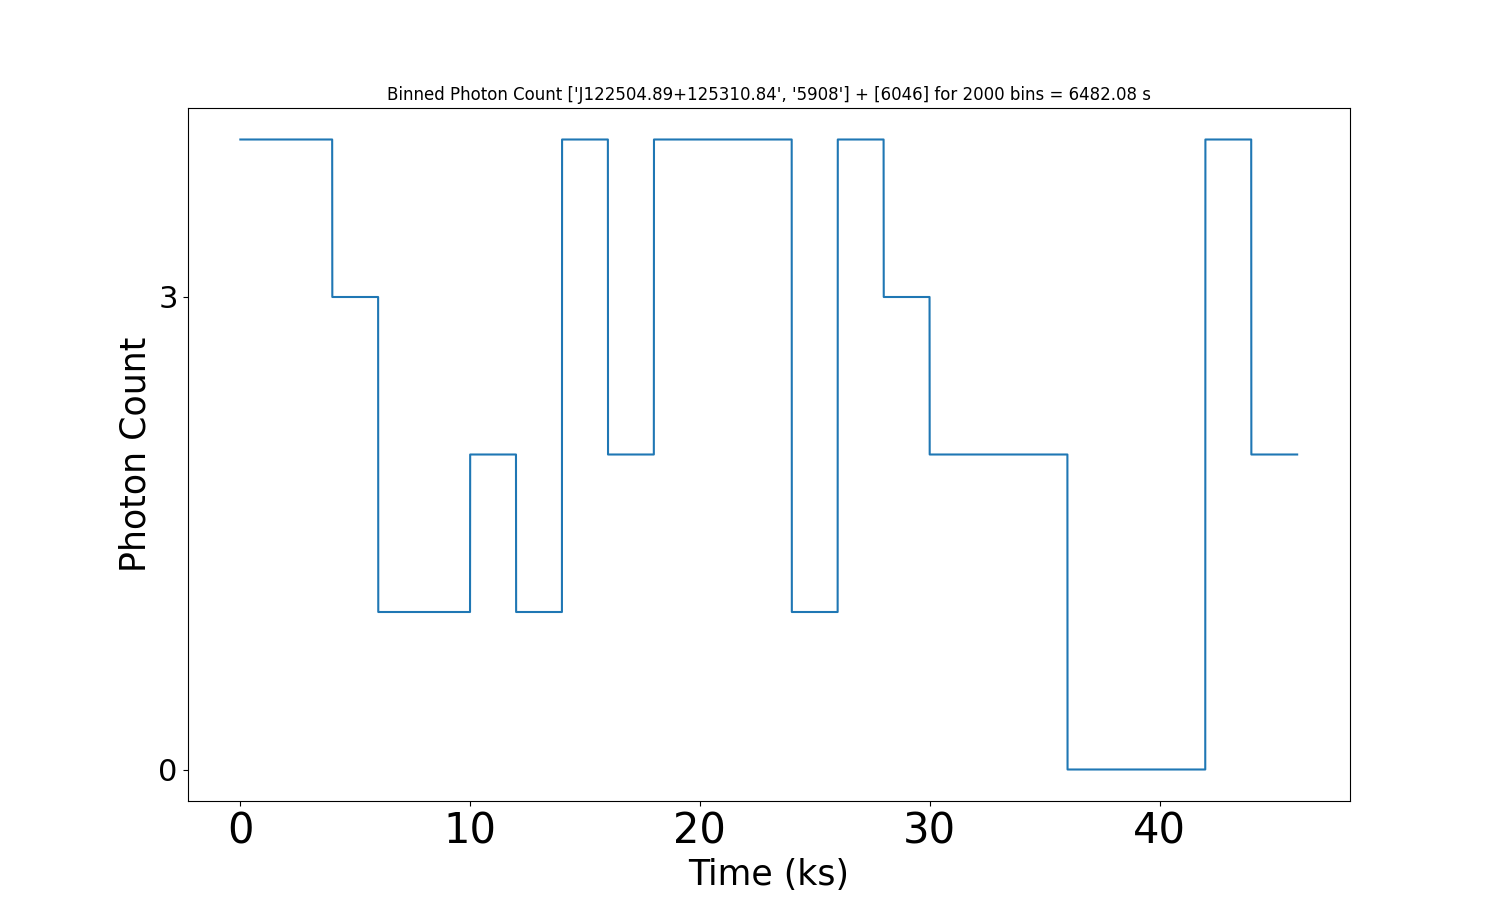 Binned Photon Count ['J122504.89+125310.84', '5908'] + [6046] for 2000 bins = 6482.08 s
3
0
Photon Count
0 10 20 30 40
Time (ks)